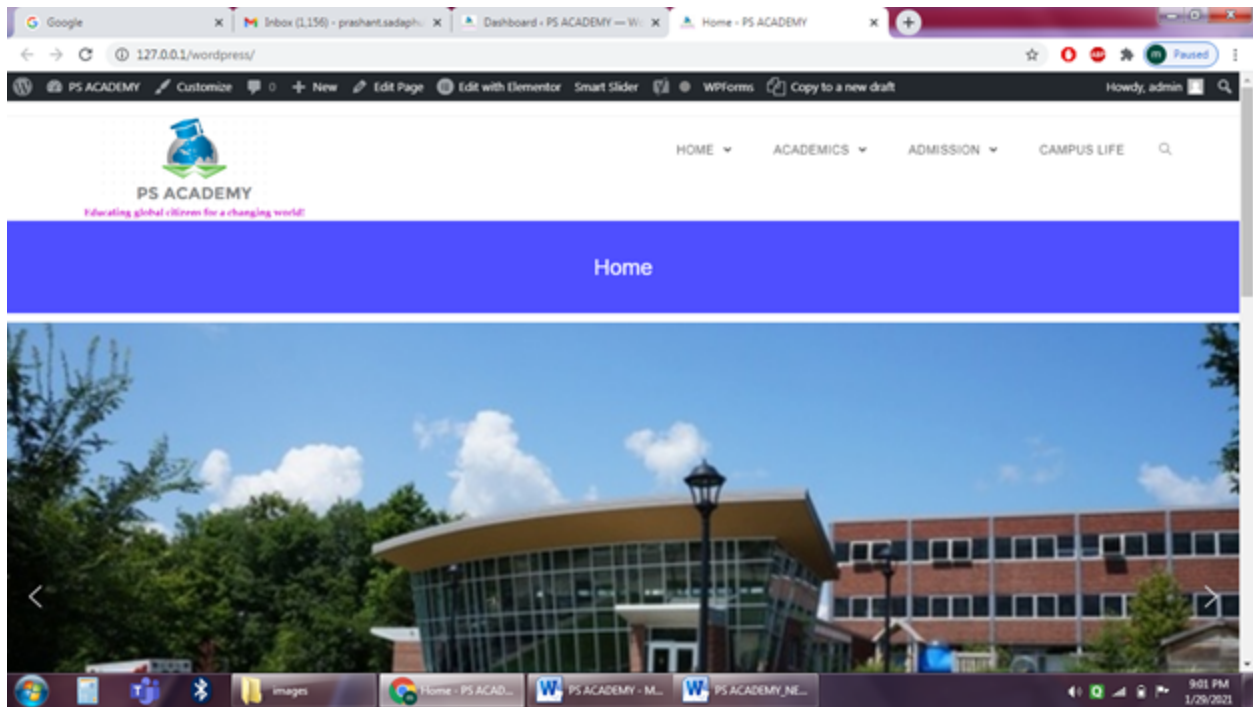 Google
Inbox (1,156) - prashant.sadaph
Dashboard ‹ PS ACADEMY — W
Home - PS ACADEMY
127.0.0.1/wordpress/
ABP
m
Paused
PS ACADEMY
Customize
0
New
Edit Page
Edit with Elementor
Smart Slider
WPForms
Copy to a new draft
Howdy, admin
PS ACADEMY
Educating global citizens for a changing world!
HOME
ACADEMICS
ADMISSION
CAMPUS LIFE
Home
images
Home - PS ACAD...
PS ACADEMY - M...
PS ACADEMY_NE...
9:01 PM
1/29/2021